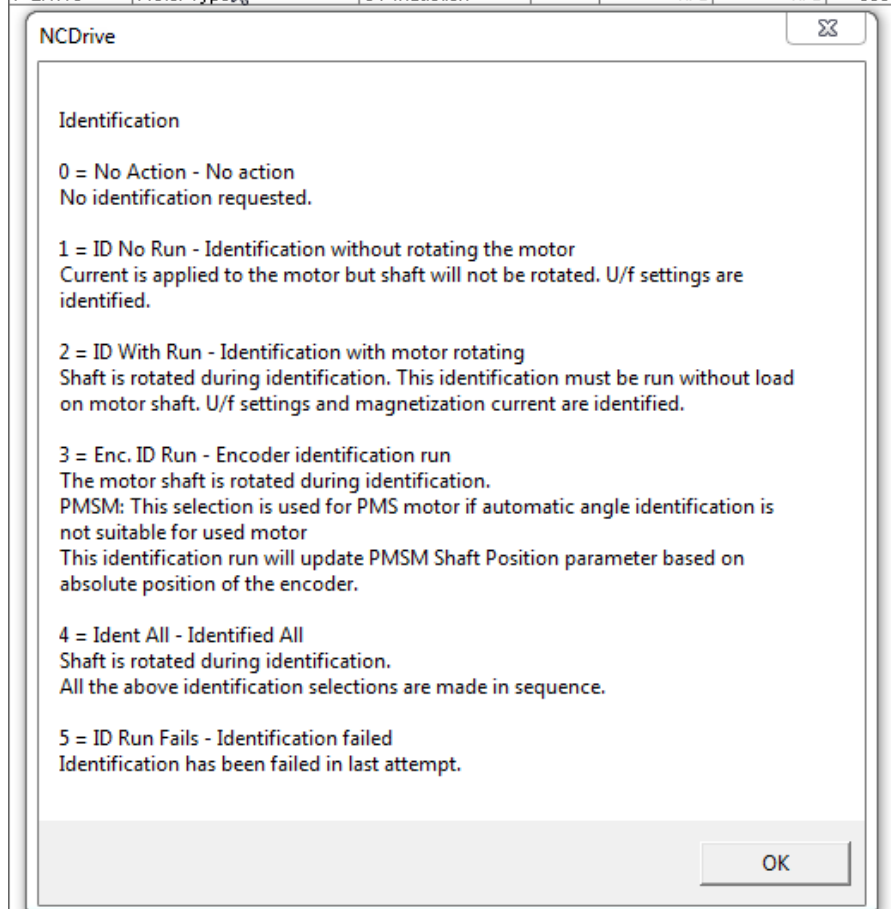 NCDrive
Identification
0 = No Action - No action
No identification requested.
1 = ID No Run - Identification without rotating the motor
Current is applied to the motor but shaft will not be rotated. U/f settings are
identified.
2 = ID With Run - Identification with motor rotating
Shaft is rotated during identification. This identification must be run without load
on motor shaft. U/f settings and magnetization current are identified.
3 = Enc. ID Run - Encoder identification run
The motor shaft is rotated during identification.
PMSM: This selection is used for PMS motor if automatic angle identification is
not suitable for used motor
This identification run will update PMSM Shaft Position parameter based on
absolute position of the encoder.
4 = Ident All - Identified All
Shaft is rotated during identification.
All the above identification selections are made in sequence.
5 = ID Run Fails - Identification failed
Identification has been failed in last attempt.
OK